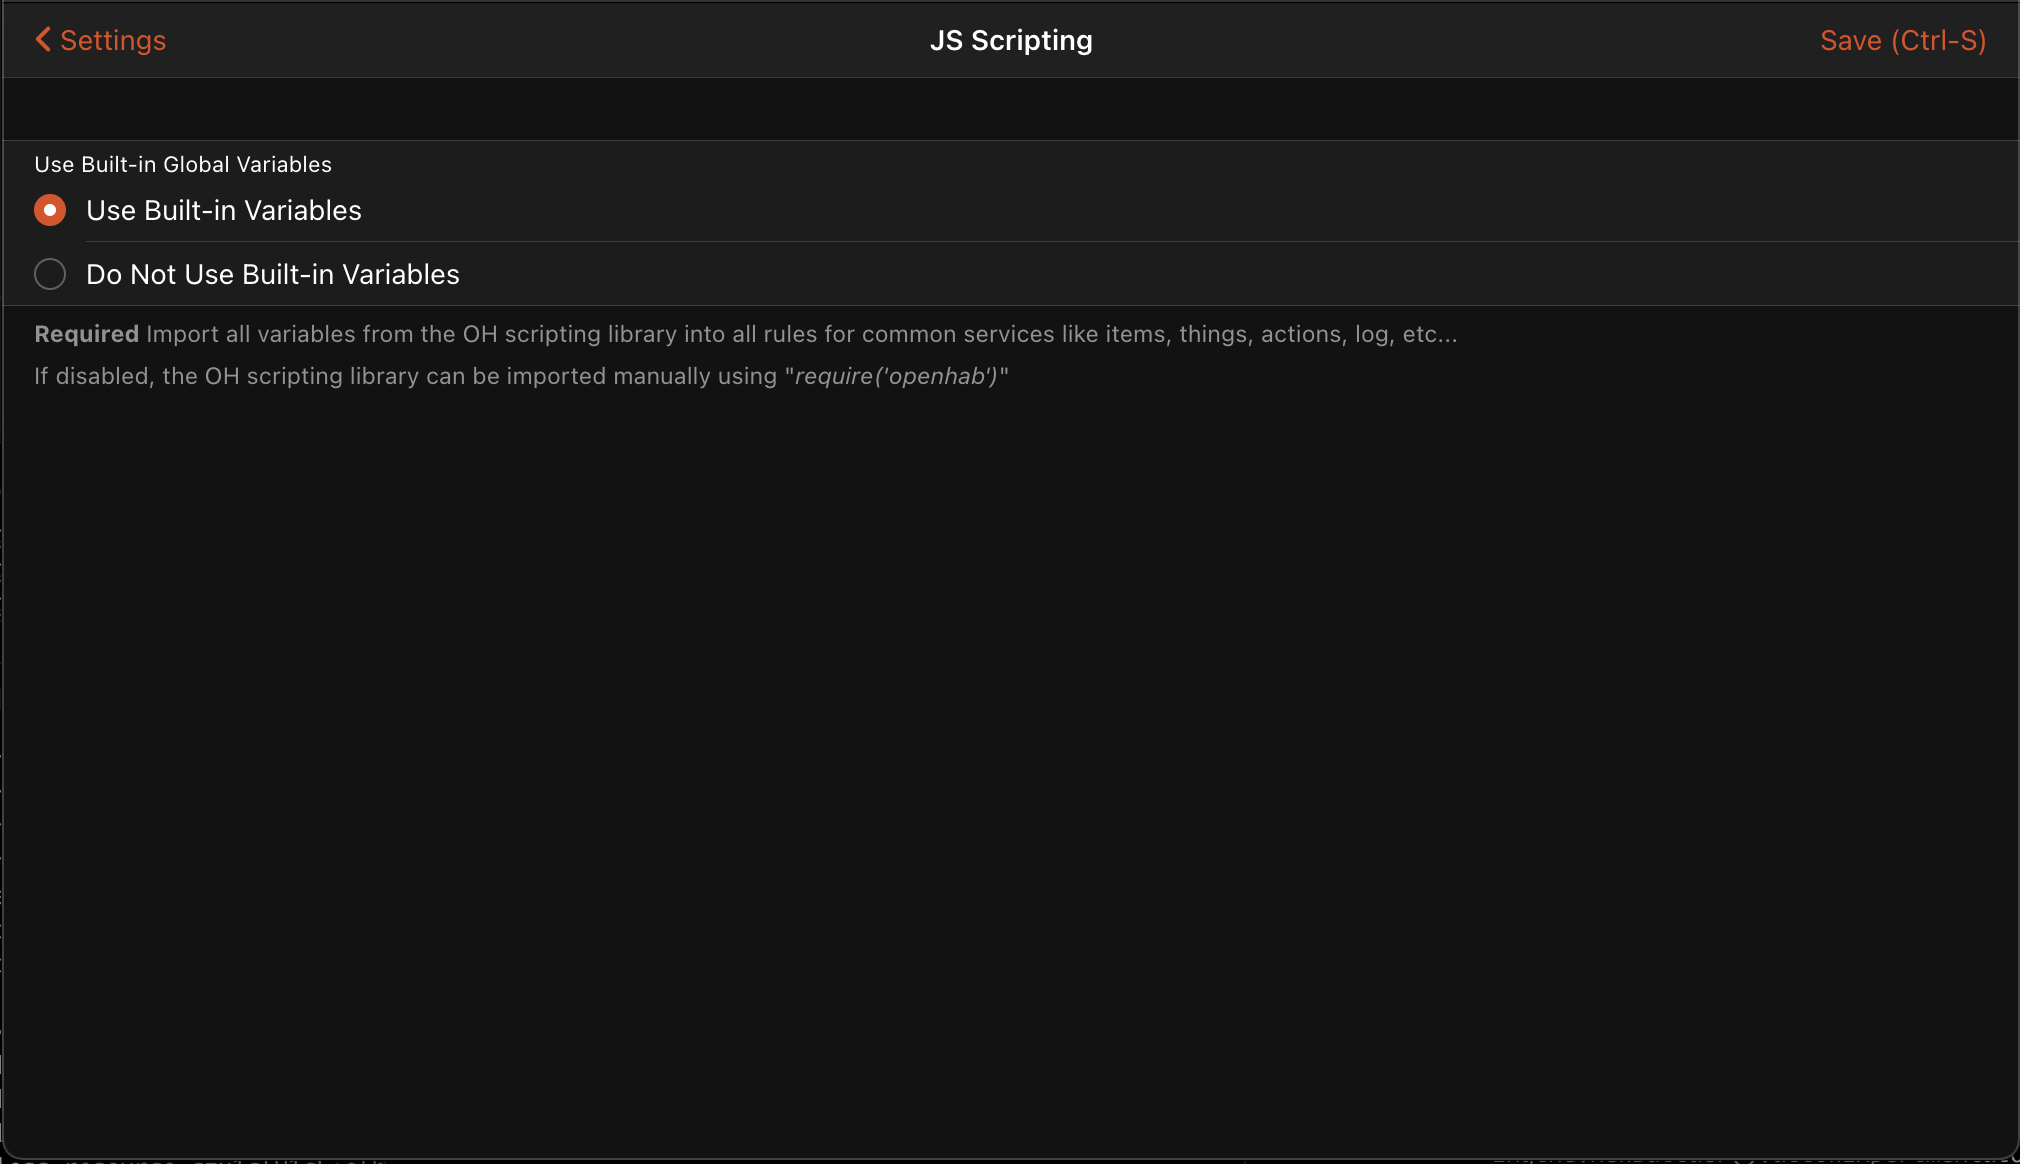 Settings
JS Scripting
Save (Ctrl-S)
Use Built-in Global Variables
Use Built-in Variables
Do Not Use Built-in Variables
Required Import all variables from the OH scripting library into all rules for common services like items, things, actions, log, etc...
If disabled, the OH scripting library can be imported manually using "require('openhab')"